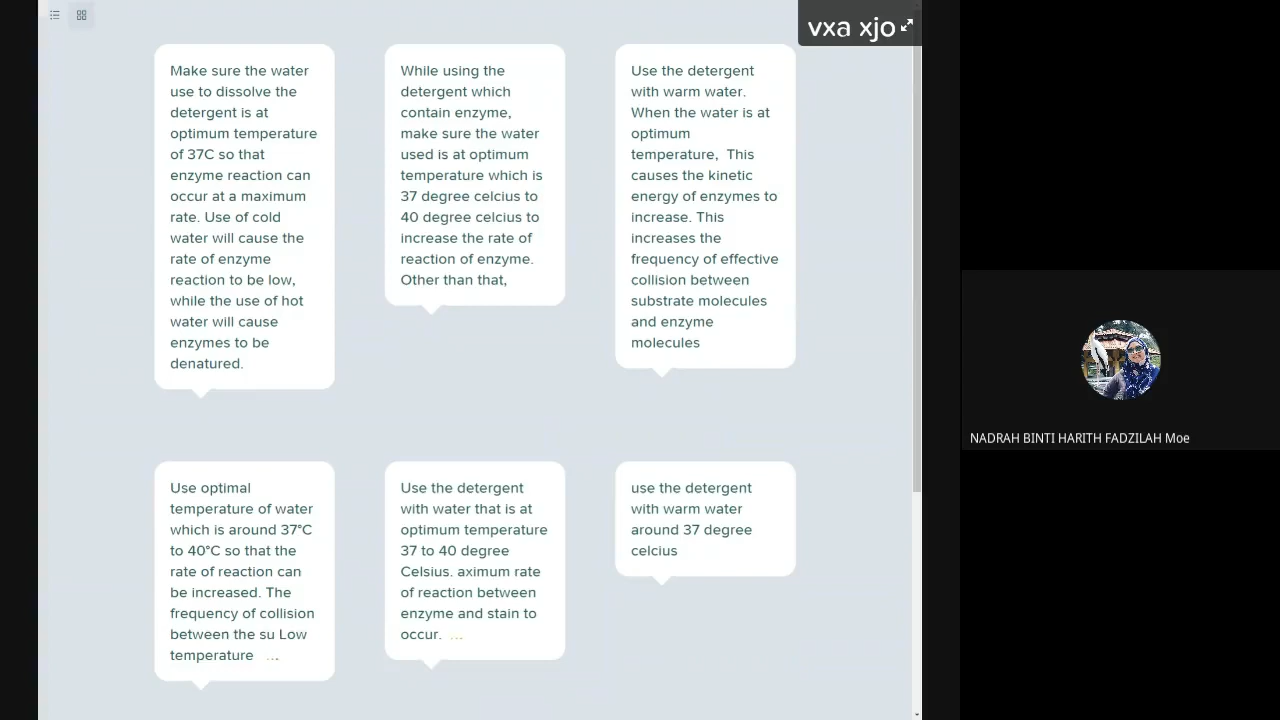 vxa xjo
Make sure the water
use to dissolve the
detergent is at
optimum temperature
of 37C so that
enzyme reaction can
occur at a maximum
rate. Use of cold
water will cause the
rate of enzyme
reaction to be low,
while the use of hot
water will cause
enzymes to be
denatured.
While using the
detergent which
contain enzyme,
make sure the water
used is at optimum
temperature which is
37 degree celcius to
40 degree celcius to
increase the rate of
reaction of enzyme.
Other than that,
Use the detergent
with warm water.
When the water is at
optimum
temperature,  This
causes the kinetic
energy of enzymes to
increase. This
increases the
frequency of effective
collision between
substrate molecules
and enzyme
molecules
Use optimal
temperature of water
which is around 37°C
to 40°C so that the
rate of reaction can
be increased. The
frequency of collision
between the su Low
temperature ...
Use the detergent
with water that is at
optimum temperature
37 to 40 degree
Celsius. aximum rate
of reaction between
enzyme and stain to
occur. ...
use the detergent
with warm water
around 37 degree
celcius
NADRAH BINTI HARITH FADZILAH Moe